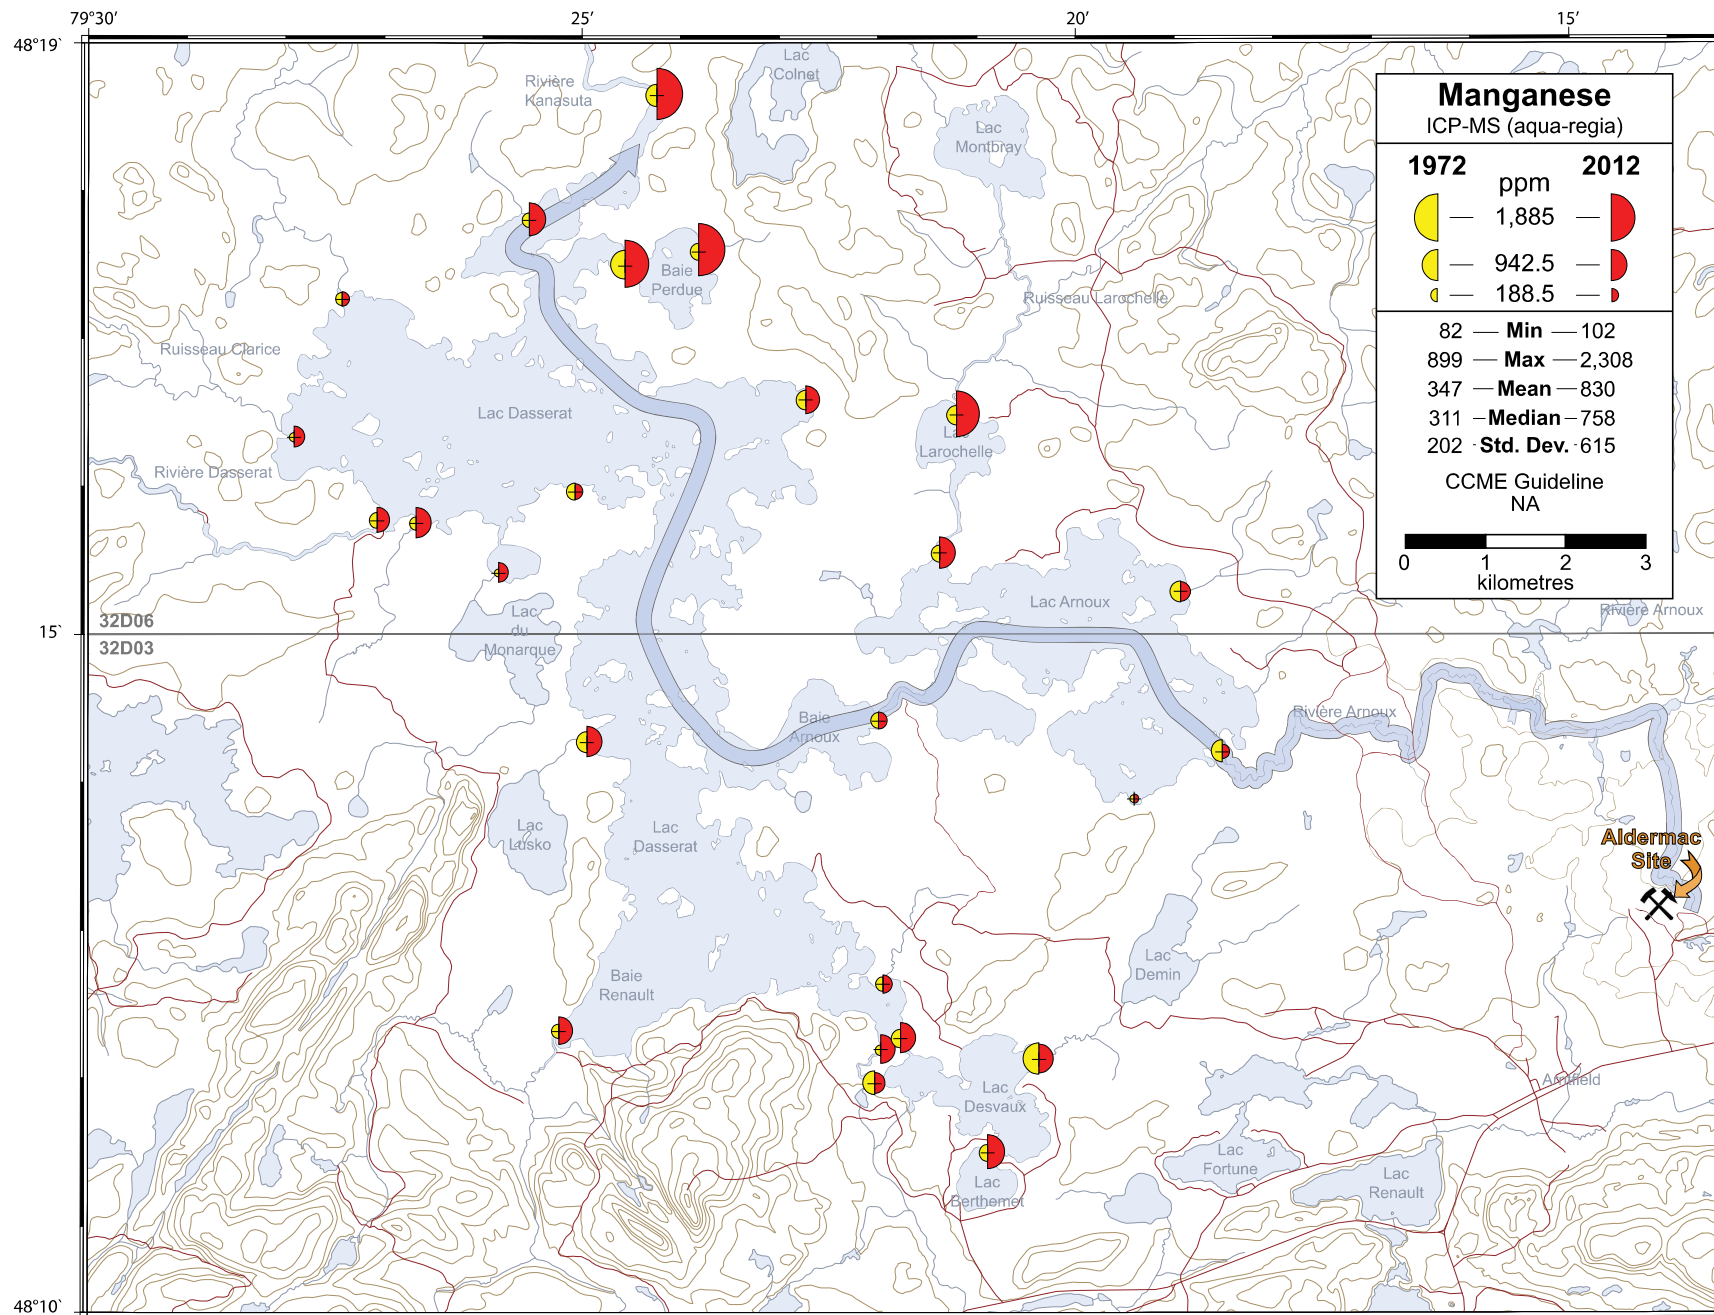 79°30′ 25′ 20′ 15′
48°19`
Lac
Colnet
Rivière
Kanasuta
Lac
Montbray
Manganese
ICP-MS (aqua-regia)
1972 ppm 2012
1,885
942.5
188.5
82 — Min — 102
899 — Max — 2,308
347 — Mean — 830
311 — Median — 758
202 - Std. Dev. - 615
CCME Guideline
NA
0 1 2 3
kilometres
Baie
Perdue
Ruisseau Larochelle
Ruisseau Clarice
Lac Dasserat
Lac
Larochelle
Rivière Dasserat
Lac Arnoux
Rivière Arnoux
Lac
du
Monarque
15`
32D06
32D03
Baie
Arnoux
Rivière Arnoux
Lac
Lusko
Lac
Dasserat
Aldermac
Site
Lac
Demin
Baie
Renault
Lac
Desvaux
Arntfield
Lac
Fortune
Lac
Renault
Lac
Berthemet
48°10`